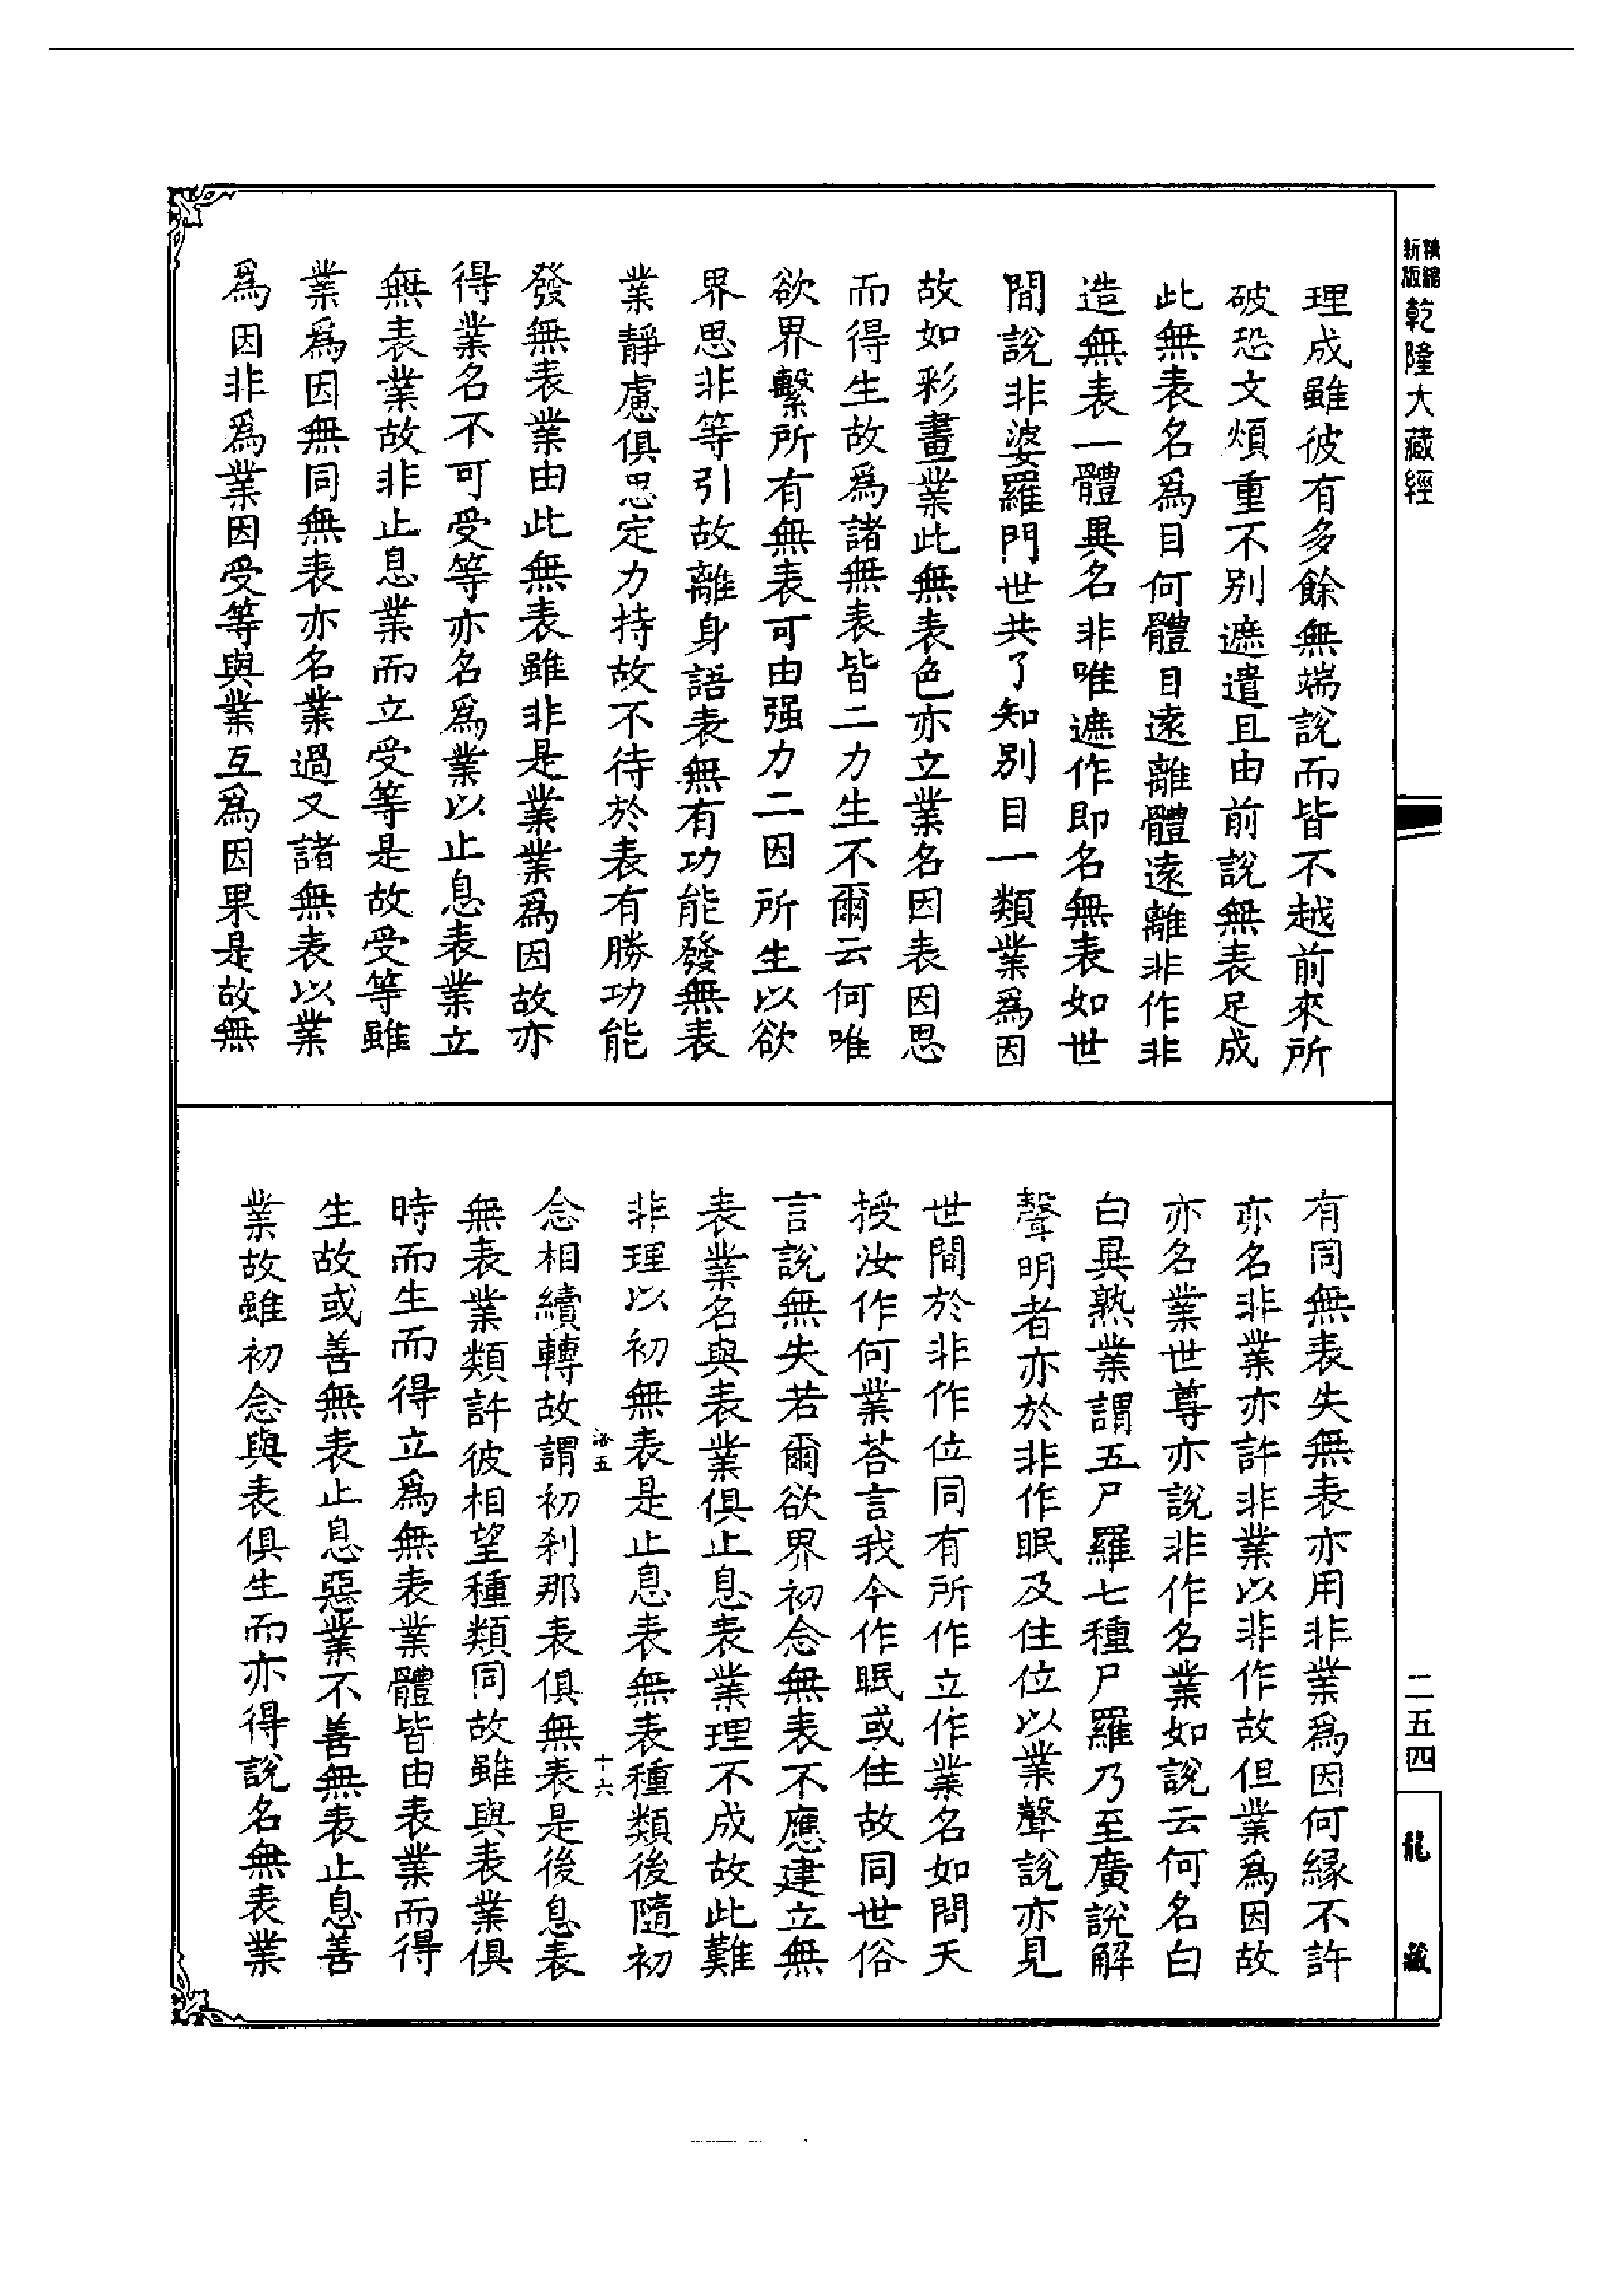 精縮新版乾隆大藏經
理成雖彼有多餘無端說而皆不越前來所
破恐文煩重不別遮遣且由前說無表足成
此無表名爲目何體目遠離體遠離非作非
造無表一體異名非唯遮作即名無表如世
間說非婆羅門世共了知別目一類業爲因
故如彩畫業此無表色亦立業名因表因思
而得生故爲諸無表皆二力生不爾云何唯
欲界繫所有無表可由强力二因所生以欲
界思非等引故離身語表無有功能發無表
業靜慮俱思定力持故不待於表有勝功能
發無表業由此無表雖非是業業爲因故亦
得業名不可受等亦名爲業以止息表業立
無表業故非止息業而立受等是故受等雖
業爲因無同無表亦名業過又諸無表以業
爲因非爲業因受等與業互爲因果是故無
有同無表失無表亦用非業爲因何緣不許
亦名非業亦許非業以非作故但業爲因故
亦名業世尊亦說非作名業如說云何名白
白異熟業謂五尸羅七種尸羅乃至廣說解
聲明者亦於非作眠及住位以業聲說亦見
世間於非作位同有所作立作業名如問天
授汝作何業荅言我今作眠或住故同世俗
言說無失若爾欲界初念無表不應建立無
表業名與表業俱止息表業理不成故此難
非理以初無表是止息表無表種類後隨初
洛五
十六
念相續轉故謂初剎那表俱無表是後息表
無表業類許彼相望種類同故雖與表業俱
時而生而得立爲無表業體皆由表業而得
生故或善無表止息惡業不善無表止息善
業故雖初念與表俱生而亦得說名無表業
二五四
龍藏